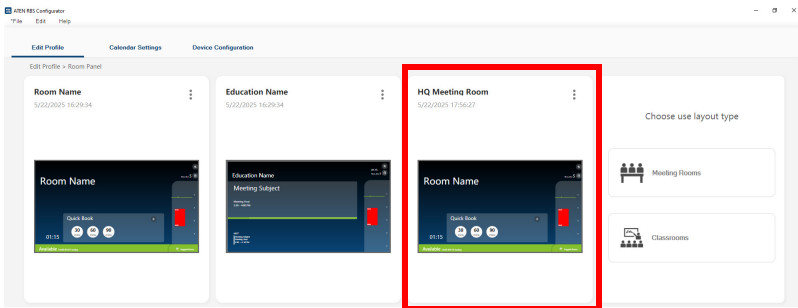 ATEN RBS Configurator
*File Edit Help
Edit Profile Calendar Settings Device Configuration
Edit Profile > Room Panel
Room Name
5/22/2025 16:29:34
Room Name
Quick Book
30 60 90
01:15
Available
Education Name
5/22/2025 16:29:34
Education Name
Meeting Subject
HQ Meeting Room
5/22/2025 17:56:27
Room Name
Quick Book
30 60 90
01:15
Available
Choose use layout type
Meeting Rooms
Classrooms